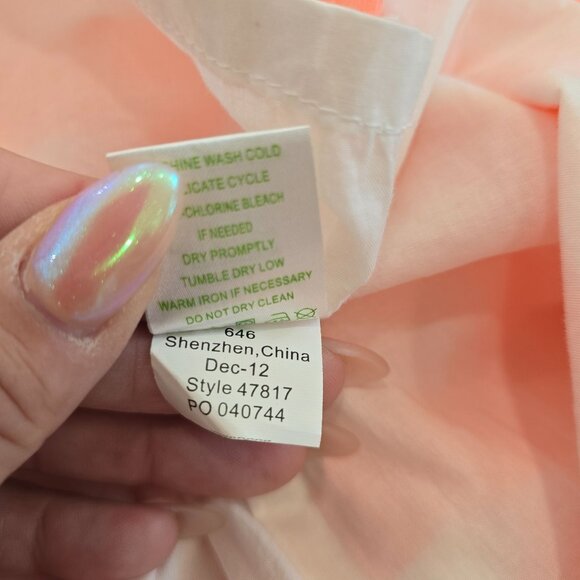 HINE WASH COLD
LICATE CYCLE
-CHLORINE BLEACH
IF NEEDED
DRY PROMPTLY
TUMBLE DRY LOW
WARM IRON IF NECESSARY
DO NOT DRY CLEAN
646
Shenzhen,China
Dec-12
Style 47817
PO 040744